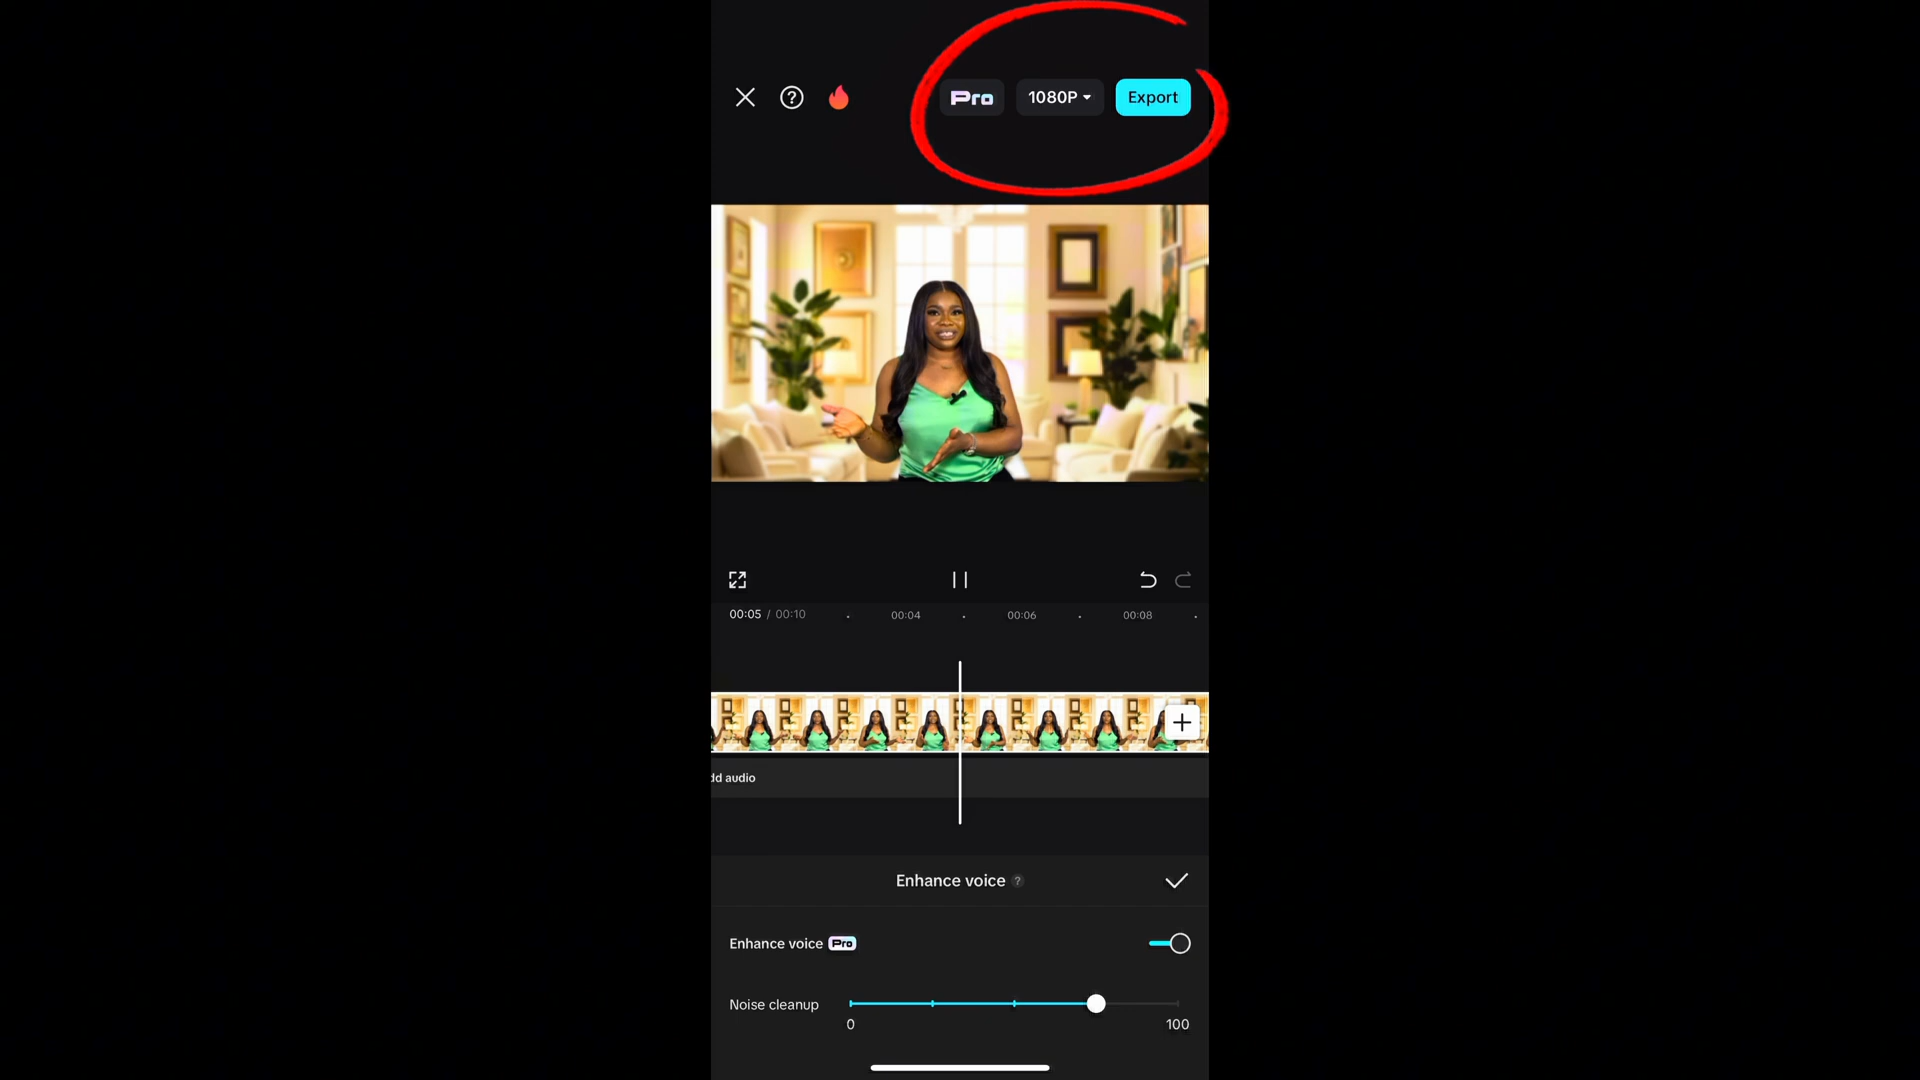 Pro 1080P Export
00:05 / 00:10 00:04 00:06 00:08
dd audio
Enhance voice ?
Enhance voice Pro
Noise cleanup
0 100